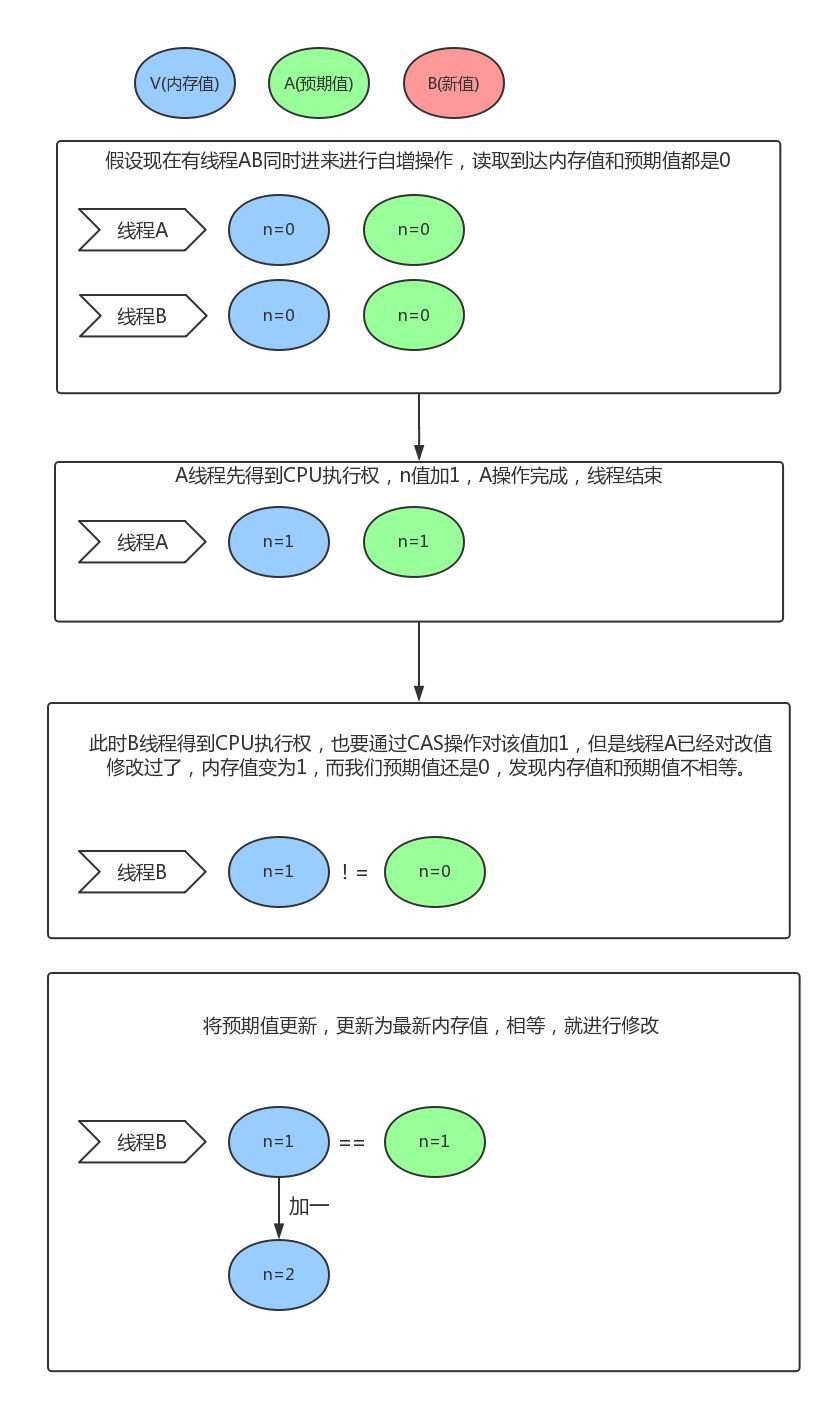 V(内存值) A(预期值) B(新值)
假设现在有线程AB同时进来进行自增操作，读取到达内存值和预期值都是0
线程A n=0 n=0
线程B n=0 n=0
A线程先得到CPU执行权，n值加1，A操作完成，线程结束
线程A n=1 n=1
此时B线程得到CPU执行权，也要通过CAS操作对该值加1，但是线程A已经对改值
修改过了，内存值变为1，而我们预期值还是0，发现内存值和预期值不相等。
线程B n=1 ！= n=0
将预期值更新，更新为最新内存值，相等，就进行修改
线程B n=1 == n=1
加一
n=2